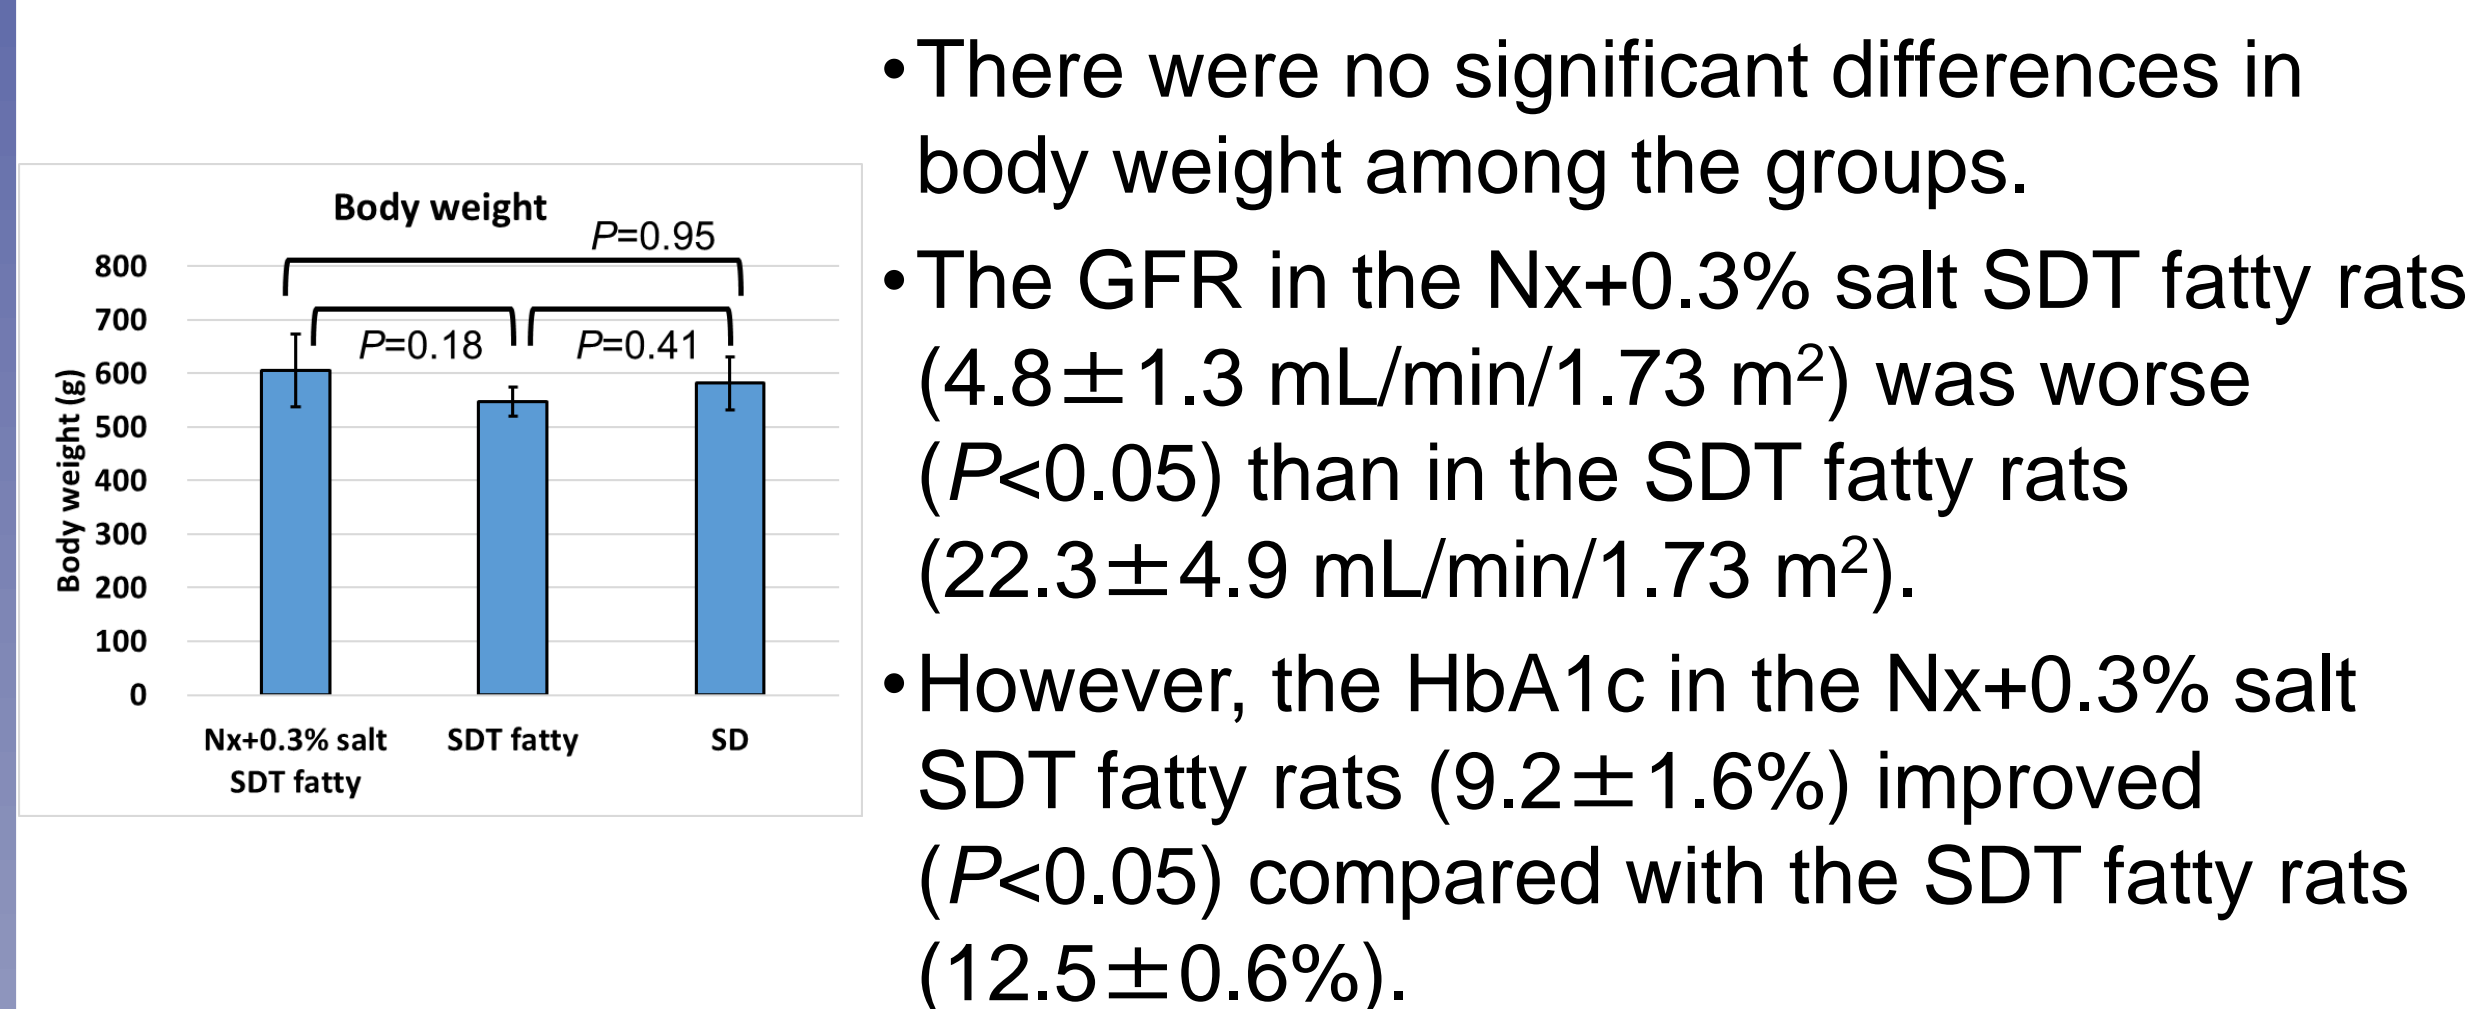 Body weight
P=0.95
P=0.18
P=0.41
Body weight (g)
800
700
600
500
400
300
200
100
0
Nx+0.3% salt
SDT fatty
SDT fatty
SD
•There were no significant differences in
body weight among the groups.
•The GFR in the Nx+0.3% salt SDT fatty rats
(4.8±1.3 mL/min/1.73 m²) was worse
(P<0.05) than in the SDT fatty rats
(22.3±4.9 mL/min/1.73 m²).
•However, the HbA1c in the Nx+0.3% salt
SDT fatty rats (9.2±1.6%) improved
(P<0.05) compared with the SDT fatty rats
(12.5±0.6%).